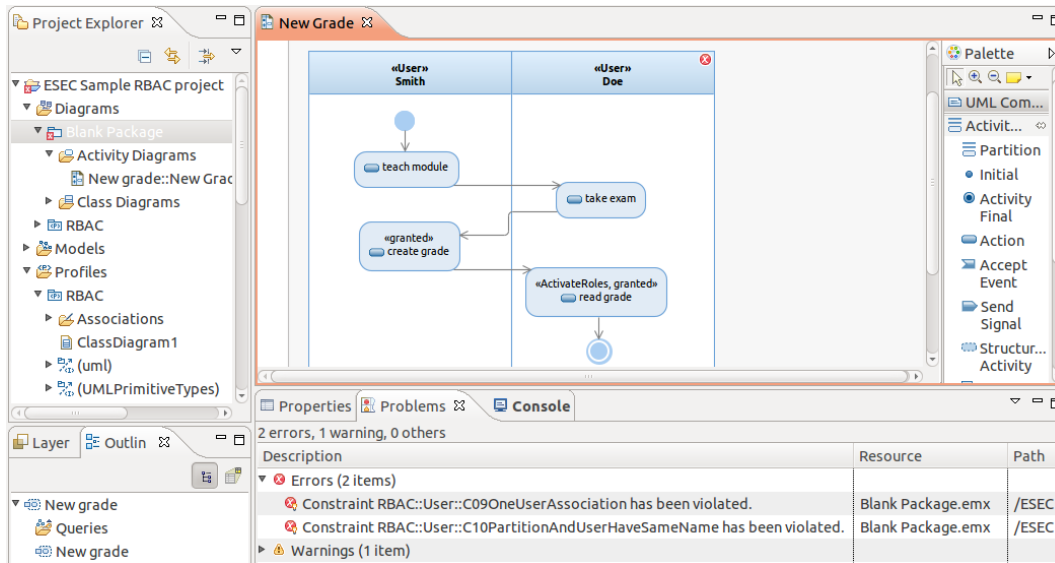 Project Explorer
ESEC Sample RBAC project
Diagrams
Blank Package
Activity Diagrams
New grade::New Grad
Class Diagrams
RBAC
Models
Profiles
RBAC
Associations
ClassDiagram1
(uml)
(UMLPrimitiveTypes)
Layer
Outlin
New grade
Queries
New grade
New Grade
«User»
Smith
«User»
Doe
teach module
take exam
«granted»
create grade
«ActivateRoles, granted»
read grade
Palette
UML Com...
Activit...
Partition
Initial
Activity
Final
Action
Accept
Event
Send
Signal
Structur...
Activity
Properties
Problems
Console
2 errors, 1 warning, 0 others
Description Resource Path
Errors (2 items)
Constraint RBAC::User::C09OneUserAssociation has been violated. Blank Package.emx /ESEC
Constraint RBAC::User::C10PartitionAndUserHaveSameName has been violated. Blank Package.emx /ESEC
Warnings (1 item)